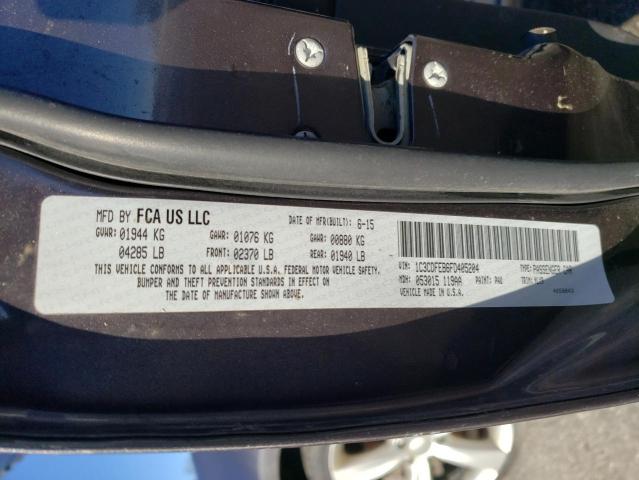 MFD BY FCA US LLC
DATE OF MFR(BUILT): 6-15
GVWR: 01944 KG GAWR: 01076 KG GAWR: 00880 KG
04285 LB FRONT: 02370 LB REAR: 01940 LB
THIS VEHICLE CONFORMS TO ALL APPLICABLE U.S.A. FEDERAL MOTOR VEHICLE SAFETY,
BUMPER AND THEFT PREVENTION STANDARDS IN EFFECT ON
THE DATE OF MANUFACTURE SHOWN ABOVE.
VIN: 1C3CDFEB6FD405204 TYPE: PASSENGER CAR
MDH: 053015 119AA PAINT: TRIM:
VEHICLE MADE IN U.S.A.